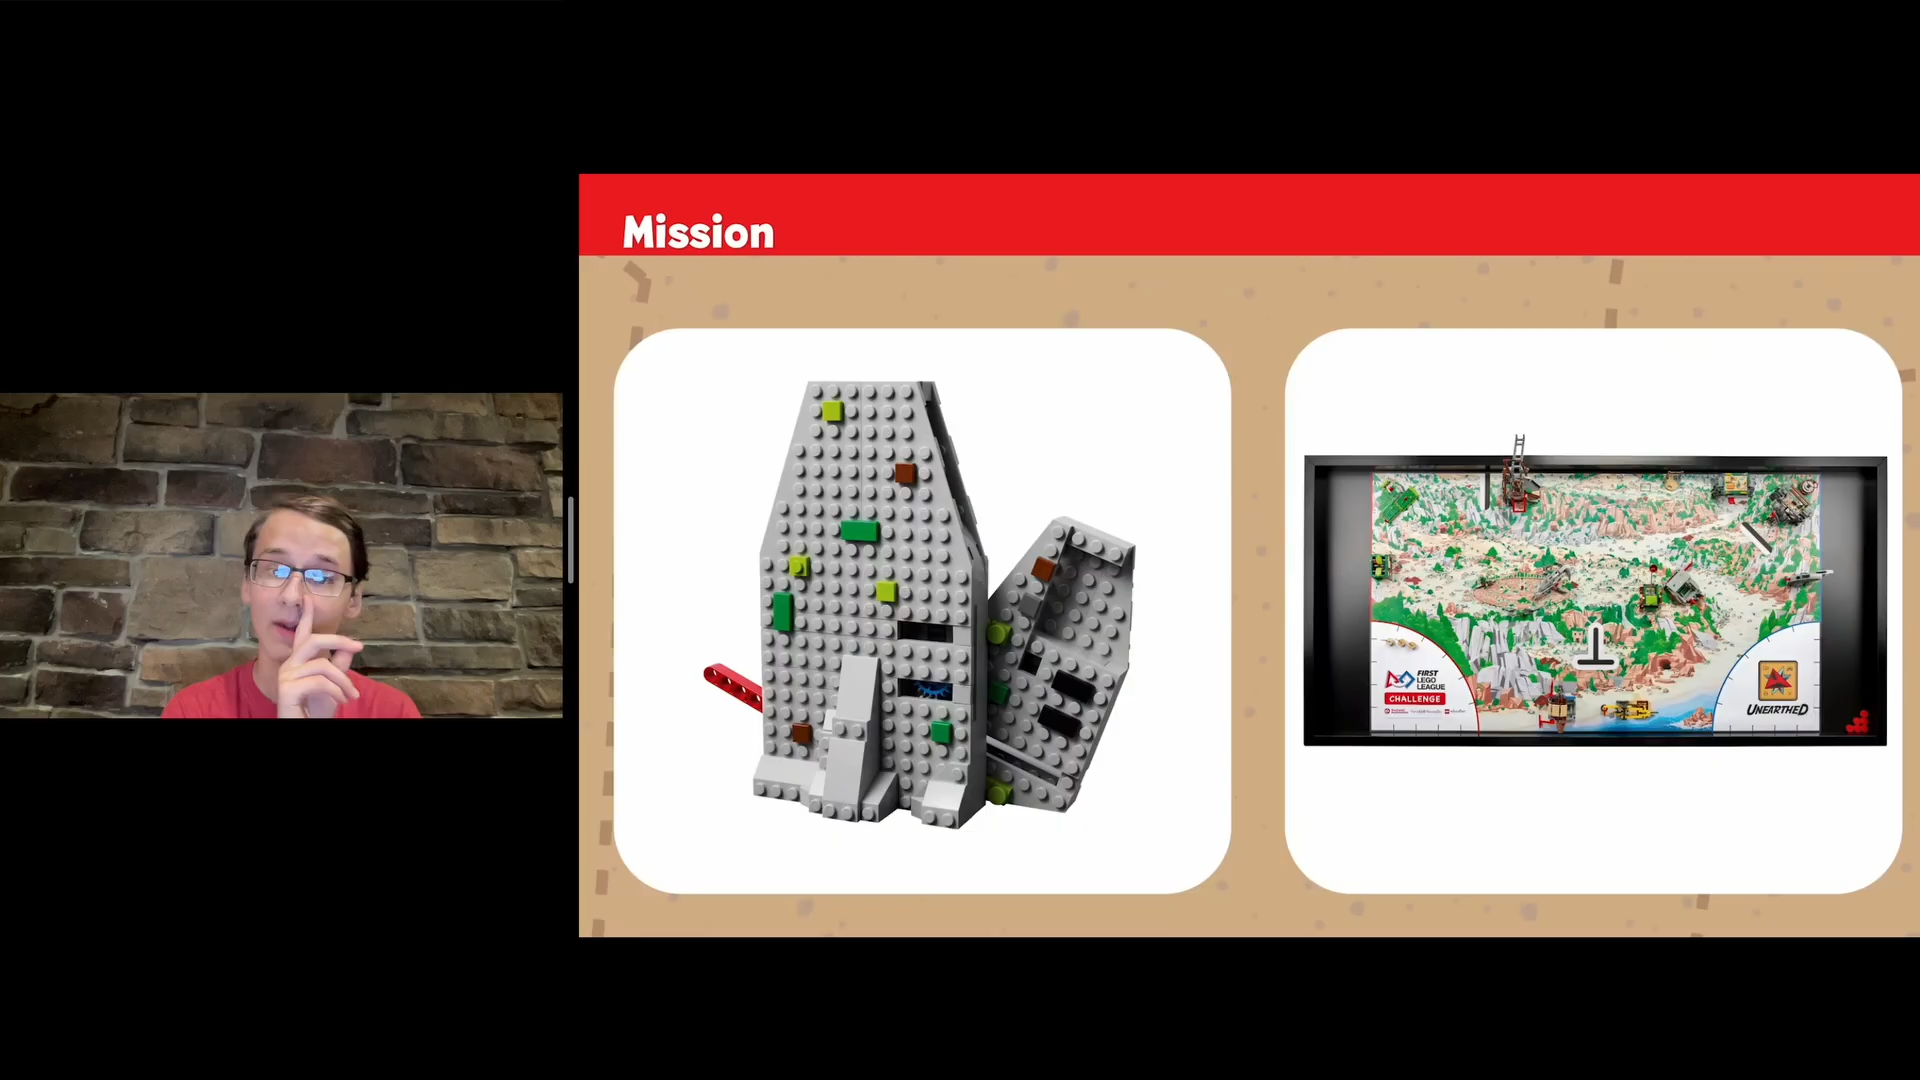 Mission
FIRST
LEGO
LEAGUE
CHALLENGE
UNEARTHED